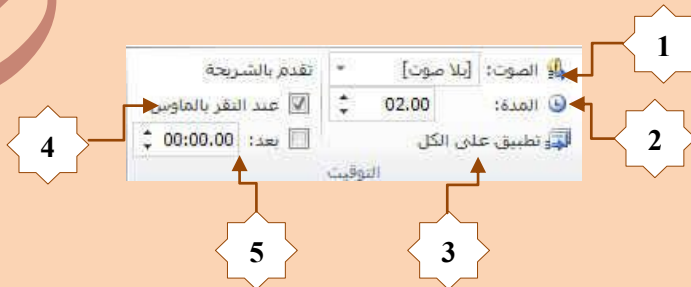 1
الصوت: [بلا صوت]
تقدم بالشريحة
المدة: 02.00
عند النقر بالماوس
2
4
تطبيق على الكل
بعد: 00:00.00
التوقيت
3
5